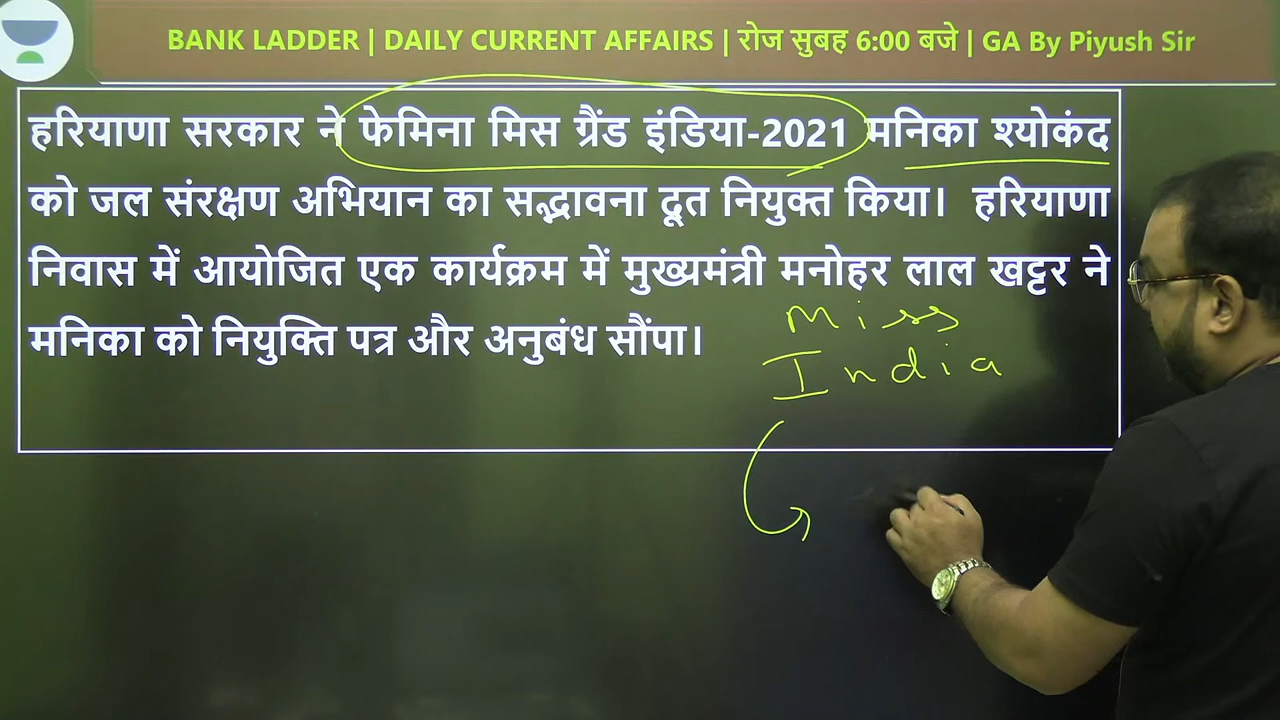 BANK LADDER | DAILY CURRENT AFFAIRS | रोज सुबह 6:00 बजे | GA By Piyush Sir
हरियाणा सरकार ने फेमिना मिस ग्रैंड इंडिया-2021 मनिका श्योकंद
को जल संरक्षण अभियान का सद्भावना दूत नियुक्त किया। हरियाणा
निवास में आयोजित एक कार्यक्रम में मुख्यमंत्री मनोहर लाल खट्टर ने
मनिका को नियुक्ति पत्र और अनुबंध सौंपा।
Miss
India